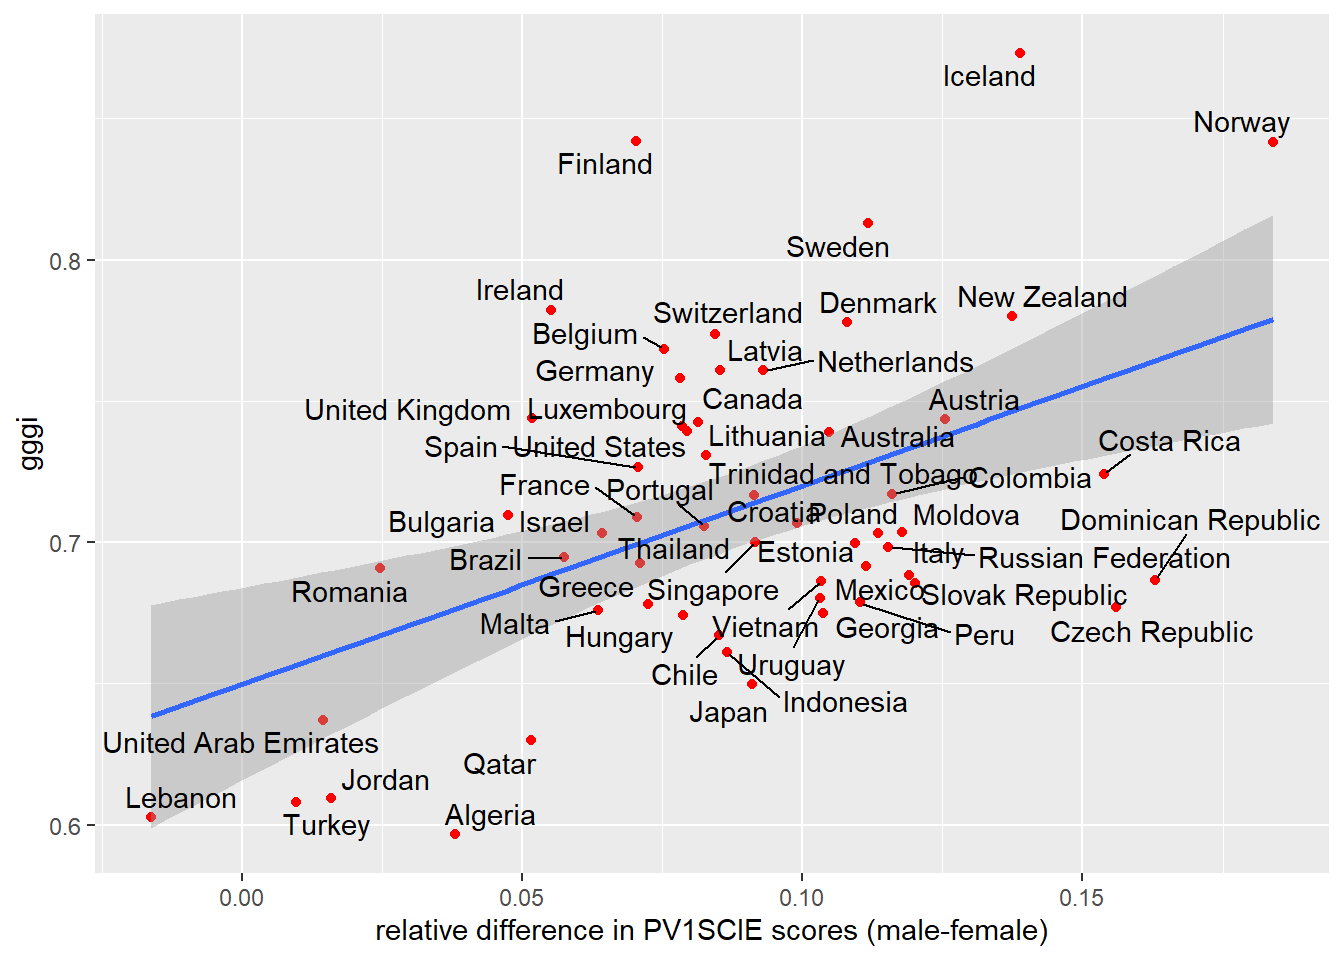 Iceland
Norway
Finland
Sweden
0.8
Ireland
Denmark
New Zealand
Switzerland
Belgium
Latvia
Netherlands
Germany
Canada
Austria
United Kingdom
Luxembourg
Lithuania
Australia
Costa Rica
gggi
Spain
United States
Trinidad and Tobago
Colombia
France
Portugal
Croatia
Poland
Moldova
Dominican Republic
Bulgaria
Israel
0.7
Brazil
Thailand
Estonia
Italy
Russian Federation
Romania
Greece
Singapore
Mexico
Slovak Republic
Malta
Hungary
Vietnam
Georgia
Peru
Czech Republic
Chile
Uruguay
Indonesia
Japan
United Arab Emirates
Qatar
Jordan
Lebanon
Turkey
Algeria
0.6
0.00
0.05
0.10
0.15
relative difference in PV1SCIE scores (male-female)